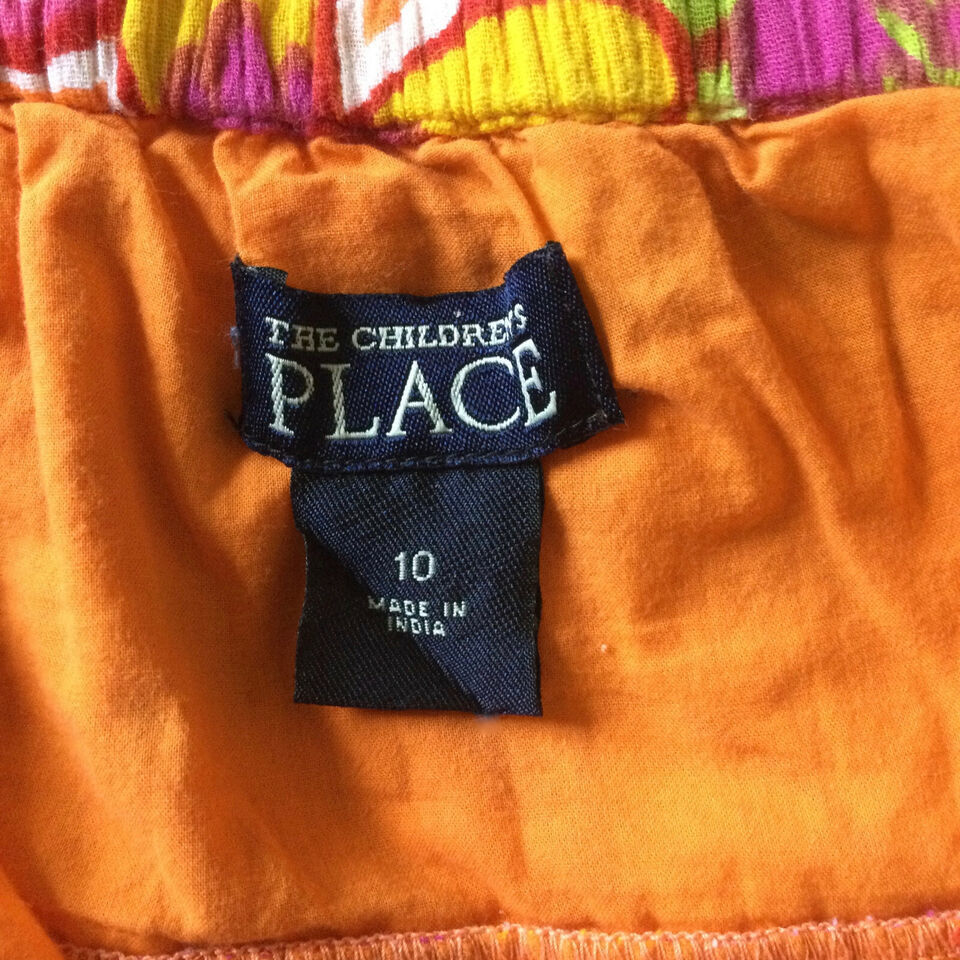 THE CHILDREN'S
PLACE
10
MADE IN
INDIA